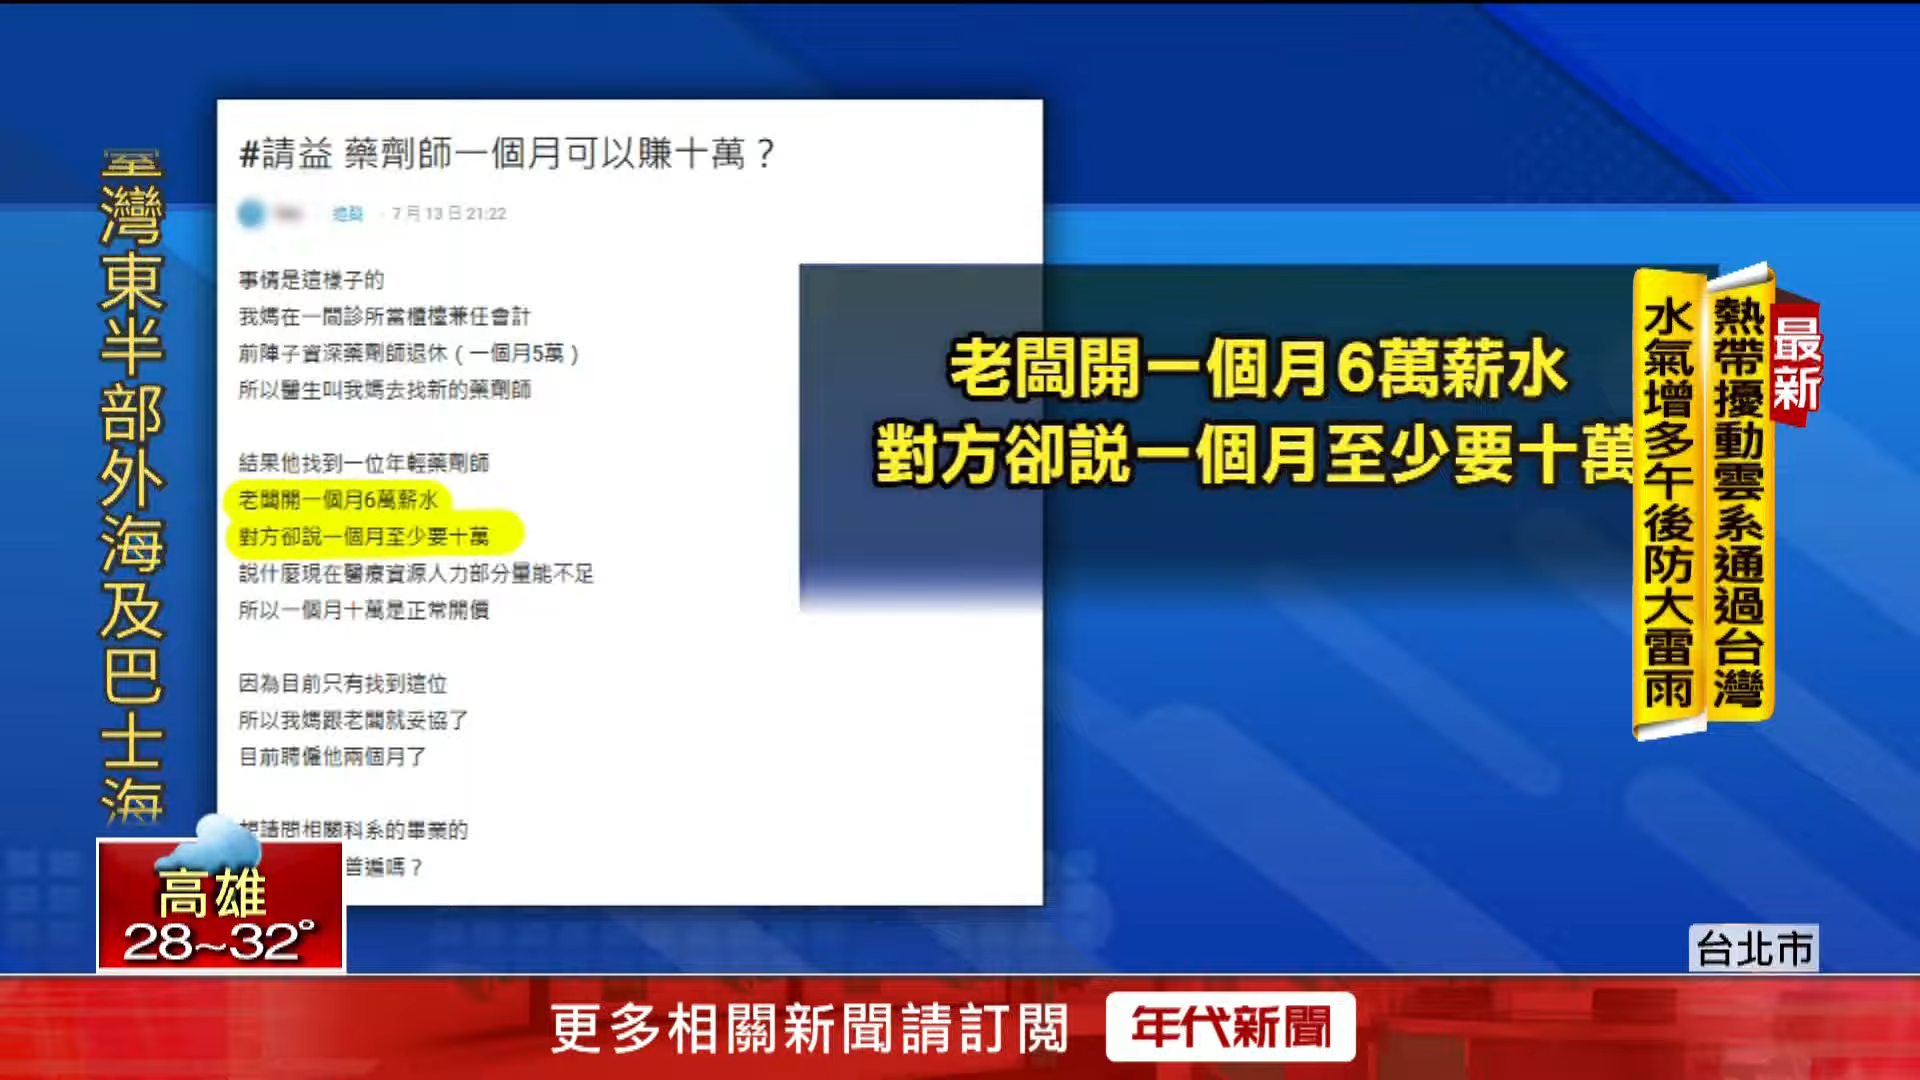 #請益 藥劑師一個月可以賺十萬？
追蹤 · 7 月 13 日 21:22
事情是這樣子的
我媽在一間診所當櫃檯兼任會計
前陣子資深藥劑師退休（一個月5萬）
所以醫生叫我媽去找新的藥劑師
結果他找到一位年輕藥劑師
老闆開一個月6萬薪水
對方卻說一個月至少要十萬
說什麼現在醫療資源人力部分量能不足
所以一個月十萬是正常開價
因為目前只有找到這位
所以我媽跟老闆就妥協了
目前聘僱他兩個月了
請問相關科系的畢業的
普遍嗎？
老闆開一個月6萬薪水
對方卻說一個月至少要十萬
最新
熱帶擾動雲系通過台灣
水氣增多午後防大雷雨
臺灣東半部外海及巴士海
高雄
28~32°
台北市
更多相關新聞請訂閱
年代新聞